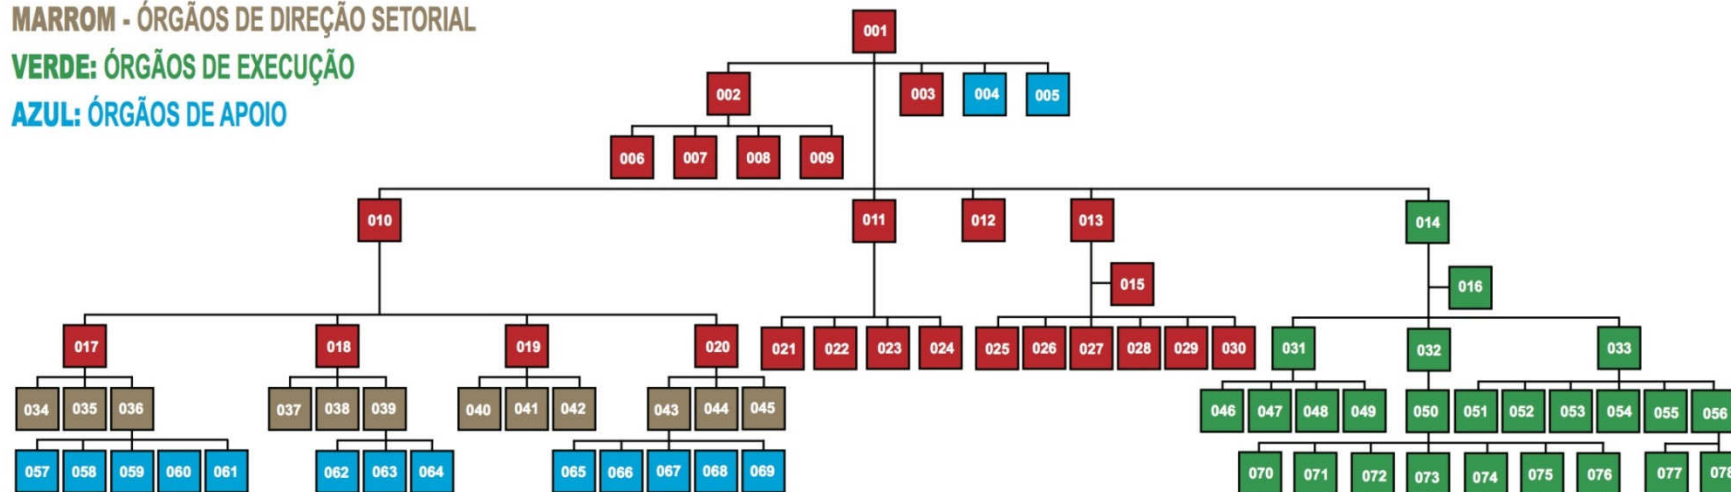 MARROM - ÓRGÃOS DE DIREÇÃO SETORIAL
VERDE: ÓRGÃOS DE EXECUÇÃO
AZUL: ÓRGÃOS DE APOIO
001
002 003 004 005
006 007 008 009
010 011 012 013 014
015 016
017 018 019 020 021 022 023 024 025 026 027 028 029 030 031 032 033
034 035 036 037 038 039 040 041 042 043 044 045 046 047 048 049 050 051 052 053 054 055 056
057 058 059 060 061 062 063 064 065 066 067 068 069 070 071 072 073 074 075 076 077 078